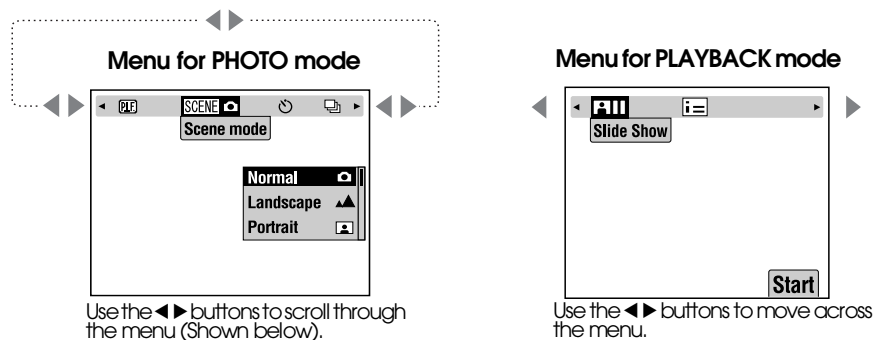 Menu for PHOTO mode
P.I.F. SCENE
Scene mode
Normal
Landscape
Portrait
Use the ◀ ▶ buttons to scroll through
the menu (Shown below).
Menu for PLAYBACK mode
Slide Show
Start
Use the ◀ ▶ buttons to move across
the menu.